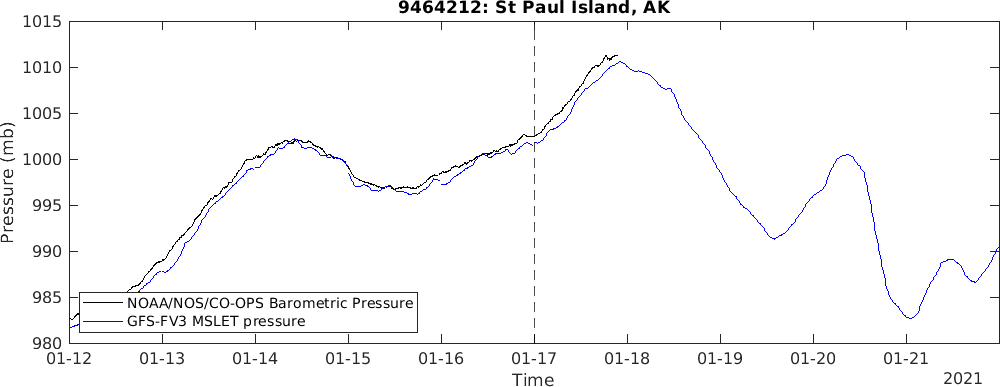 9464212: St Paul Island, AK
Pressure (mb)
1015
1010
1005
1000
995
990
985
980
NOAA/NOS/CO-OPS Barometric Pressure
GFS-FV3 MSLET pressure
01-12 01-13 01-14 01-15 01-16 01-17 01-18 01-19 01-20 01-21
Time
2021